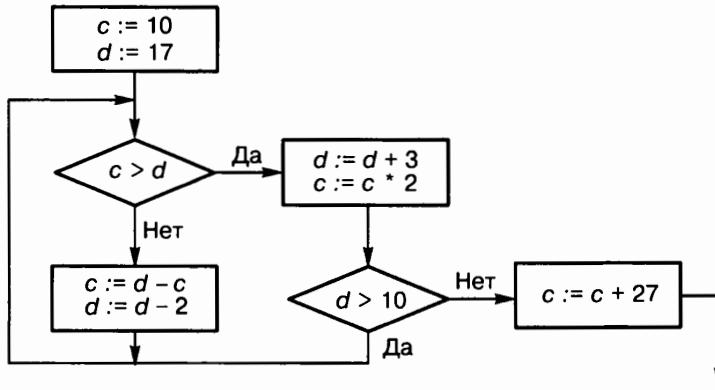 c := 10
d := 17
c > d
Да
d := d + 3
c := c * 2
Нет
c := d – c
d := d – 2
d > 10
Нет
c := c + 27
Да